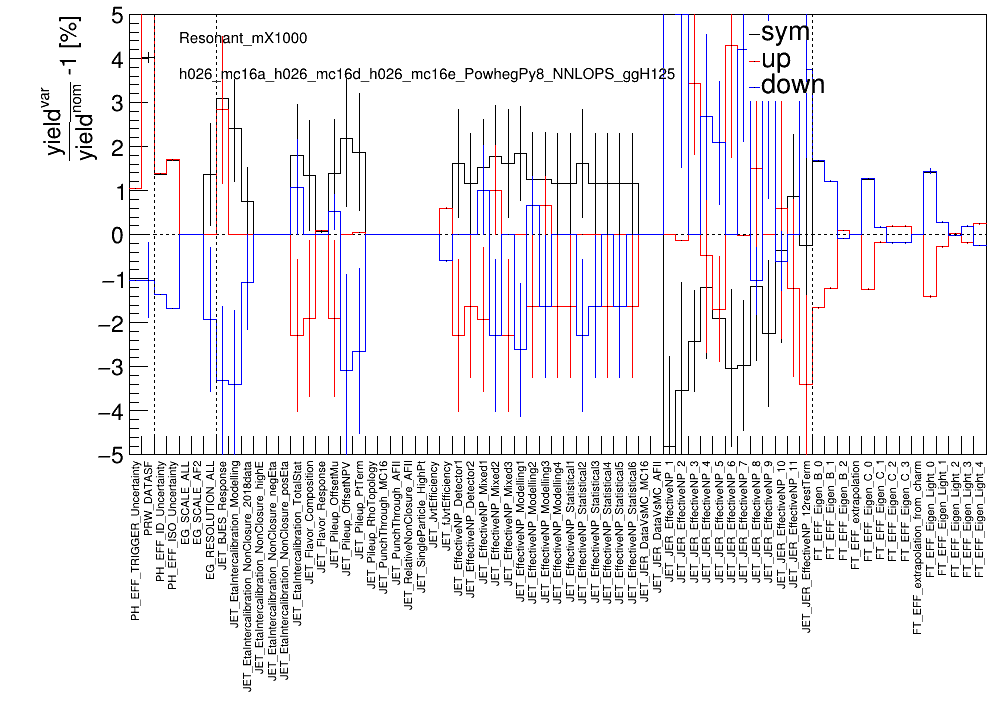 yield^var / yield^nom -1 [%]
Resonant_mX1000
h026_mc16a_h026_mc16d_h026_mc16e_PowhegPy8_NNLOPS_ggH125
sym
up
down
5
4
3
2
1
0
−1
−2
−3
−4
−5
PH_EFF_TRIGGER_Uncertainty
PRW_DATASF
PH_EFF_ID_Uncertainty
PH_EFF_ISO_Uncertainty
EG_SCALE_ALL
EG_SCALE_AF2
EG_RESOLUTION_ALL
JET_BJES_Response
JET_EtaIntercalibration_Modelling
JET_EtaIntercalibration_NonClosure_2018data
JET_EtaIntercalibration_NonClosure_highE
JET_EtaIntercalibration_NonClosure_negEta
JET_EtaIntercalibration_NonClosure_posEta
JET_EtaIntercalibration_TotalStat
JET_Flavor_Composition
JET_Flavor_Response
JET_Pileup_OffsetMu
JET_Pileup_OffsetNPV
JET_Pileup_PtTerm
JET_Pileup_RhoTopology
JET_PunchThrough_MC16
JET_PunchThrough_AFII
JET_RelativeNonClosure_AFII
JET_SingleParticle_HighPt
JET_JvtEfficiency
JET_fJvtEfficiency
JET_EffectiveNP_Detector1
JET_EffectiveNP_Detector2
JET_EffectiveNP_Mixed1
JET_EffectiveNP_Mixed2
JET_EffectiveNP_Mixed3
JET_EffectiveNP_Modelling1
JET_EffectiveNP_Modelling2
JET_EffectiveNP_Modelling3
JET_EffectiveNP_Modelling4
JET_EffectiveNP_Statistical1
JET_EffectiveNP_Statistical2
JET_EffectiveNP_Statistical3
JET_EffectiveNP_Statistical4
JET_EffectiveNP_Statistical5
JET_EffectiveNP_Statistical6
JET_JER_DataVsMC_MC16
JET_JER_DataVsMC_AFII
JET_JER_EffectiveNP_1
JET_JER_EffectiveNP_2
JET_JER_EffectiveNP_3
JET_JER_EffectiveNP_4
JET_JER_EffectiveNP_5
JET_JER_EffectiveNP_6
JET_JER_EffectiveNP_7
JET_JER_EffectiveNP_8
JET_JER_EffectiveNP_9
JET_JER_EffectiveNP_10
JET_JER_EffectiveNP_11
JET_JER_EffectiveNP_12restTerm
FT_EFF_Eigen_B_0
FT_EFF_Eigen_B_1
FT_EFF_Eigen_B_2
FT_EFF_extrapolation
FT_EFF_Eigen_C_0
FT_EFF_Eigen_C_1
FT_EFF_Eigen_C_2
FT_EFF_Eigen_C_3
FT_EFF_extrapolation_from_charm
FT_EFF_Eigen_Light_0
FT_EFF_Eigen_Light_1
FT_EFF_Eigen_Light_2
FT_EFF_Eigen_Light_3
FT_EFF_Eigen_Light_4